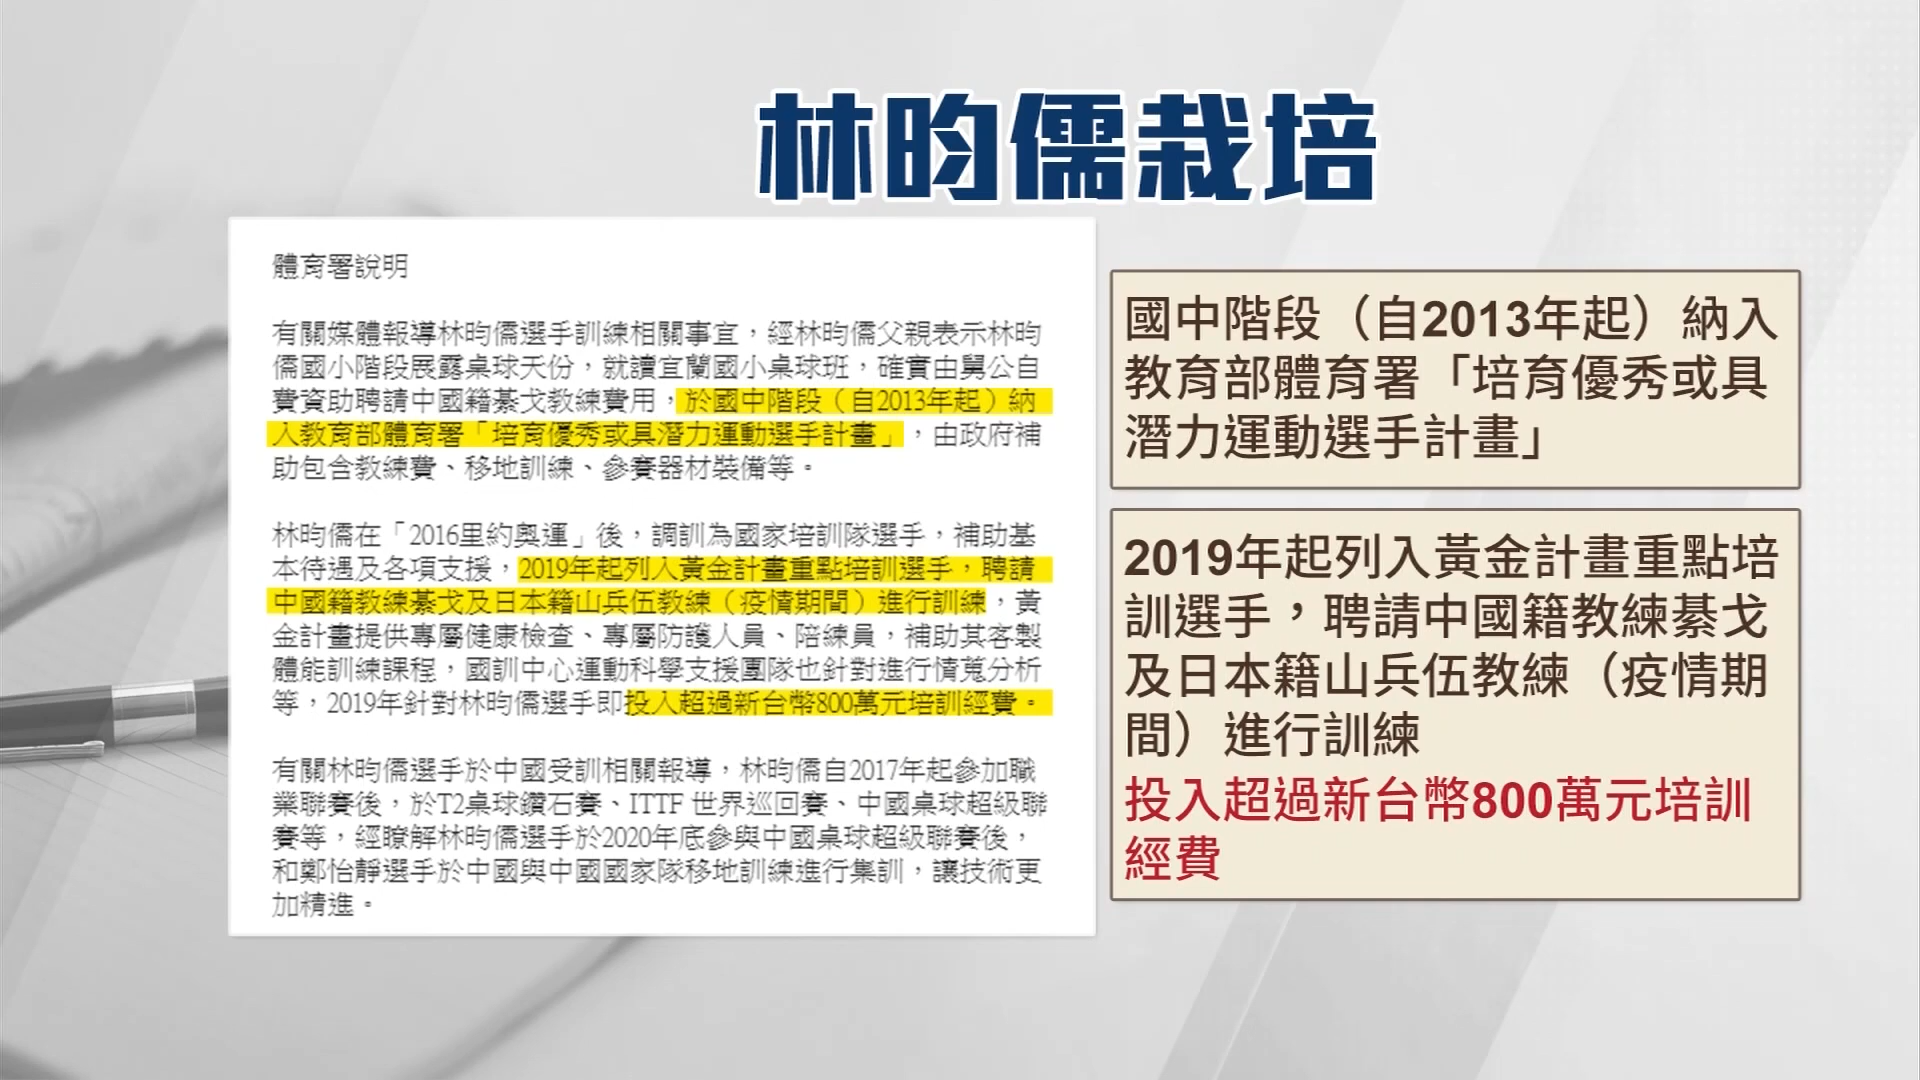 林昀儒栽培
體育署說明
有關媒體報導林昀儒選手訓練相關事宜，經林昀儒父親表示林昀
儒國小階段展露桌球天份，就讀宜蘭國小桌球班，確實由舅公自
費資助聘請中國籍綦戈教練費用，於國中階段（自2013年起）納
入教育部體育署「培育優秀或具潛力運動選手計畫」，由政府補
助包含教練費、移地訓練、參賽器材裝備等。
林昀儒在「2016里約奧運」後，調訓為國家培訓隊選手，補助基
本待遇及各項支援，2019年起列入黃金計畫重點培訓選手，聘請
中國籍教練綦戈及日本籍山兵伍教練（疫情期間）進行訓練，黃
金計畫提供專屬健康檢查、專屬防護人員、陪練員，補助其客製
體能訓練課程，國訓中心運動科學支援團隊也針對進行情蒐分析
等，2019年針對林昀儒選手即投入超過新台幣800萬元培訓經費。
有關林昀儒選手於中國受訓相關報導，林昀儒自2017年起參加職
業聯賽後，於T2桌球鑽石賽、ITTF 世界巡回賽、中國桌球超級聯
賽等，經瞭解林昀儒選手於2020年底參與中國桌球超級聯賽後，
和鄭怡靜選手於中國與中國國家隊移地訓練進行集訓，讓技術更
加精進。
國中階段（自2013年起）納入
教育部體育署「培育優秀或具
潛力運動選手計畫」
2019年起列入黃金計畫重點培
訓選手，聘請中國籍教練綦戈
及日本籍山兵伍教練（疫情期
間）進行訓練
投入超過新台幣800萬元培訓
經費